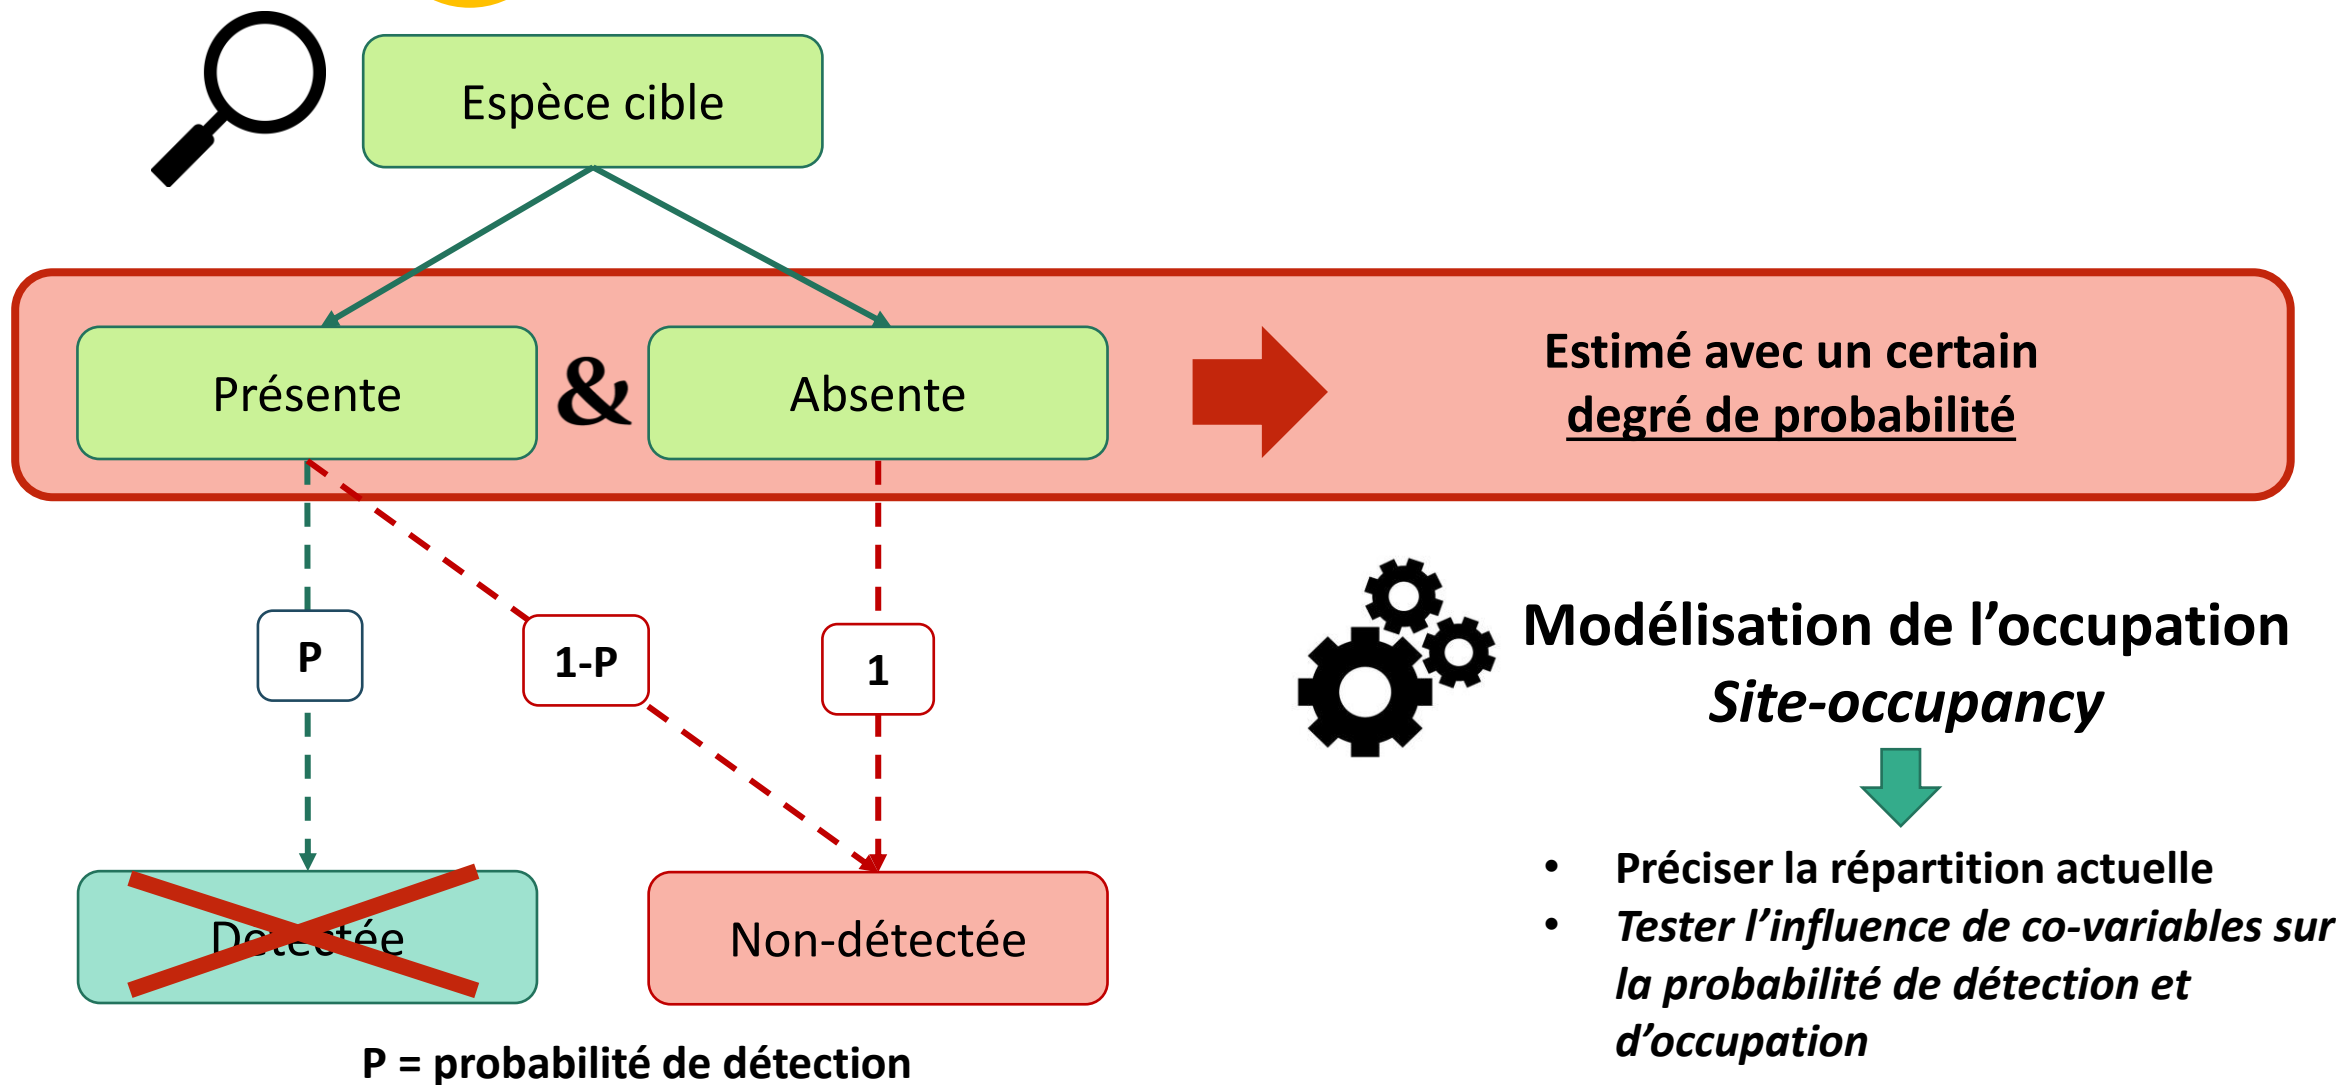 Espèce cible
Présente
&
Absente
Estimé avec un certain
degré de probabilité
P
1-P
1
Modélisation de l’occupation
Site-occupancy
Détectée
Non-détectée
• Préciser la répartition actuelle
• Tester l’influence de co-variables sur
la probabilité de détection et
d’occupation
P = probabilité de détection